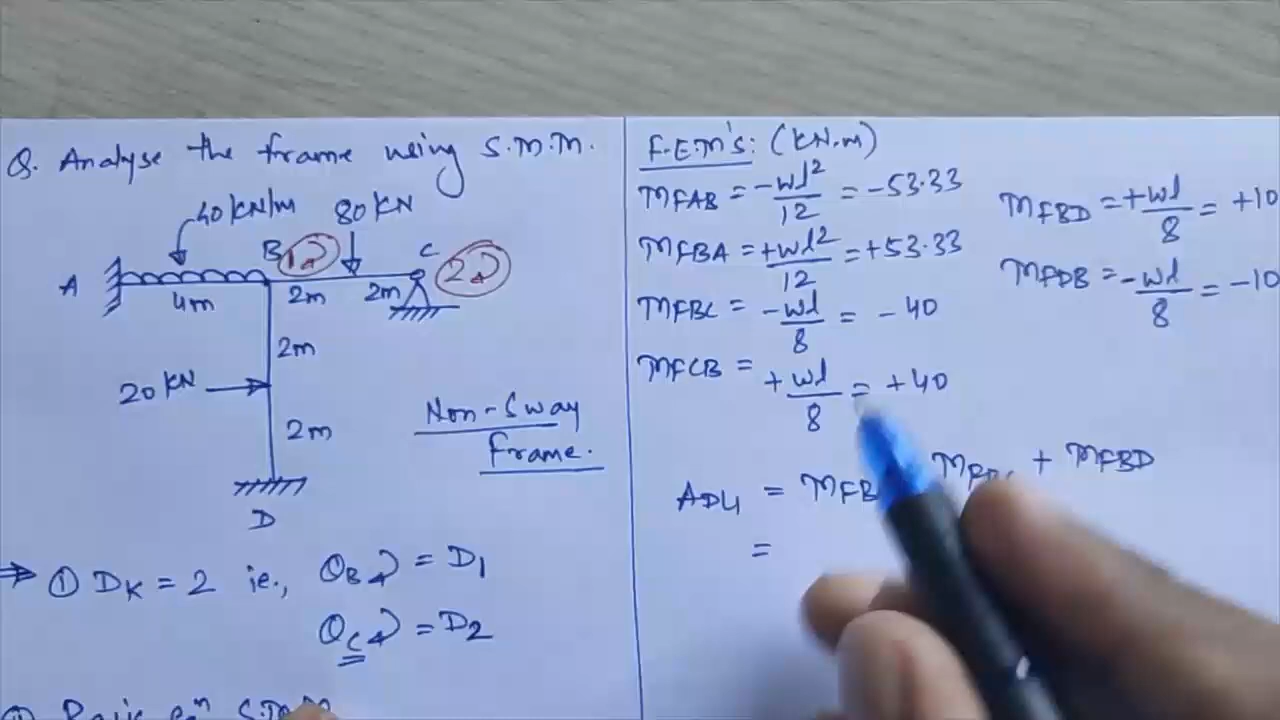 Q. Analyse the frame using S.M.M.
40 KN/m
80 KN
A
B
1
C
2
4m
2m
2m
2m
20 KN
2m
D
Non-Sway
Frame.
⇒ ① DK = 2 ie., θB = D1
θC = D2
F.E.M's: (KN.m)
MFAB = -wl²/12 = -53.33
MFBA = +wl²/12 = +53.33
MFBC = -wl/8 = -40
MFCB = +wl/8 = +40
MFBD = +wl/8 = +10
MFDB = -wl/8 = -10
ADL1 = + MFBD
=